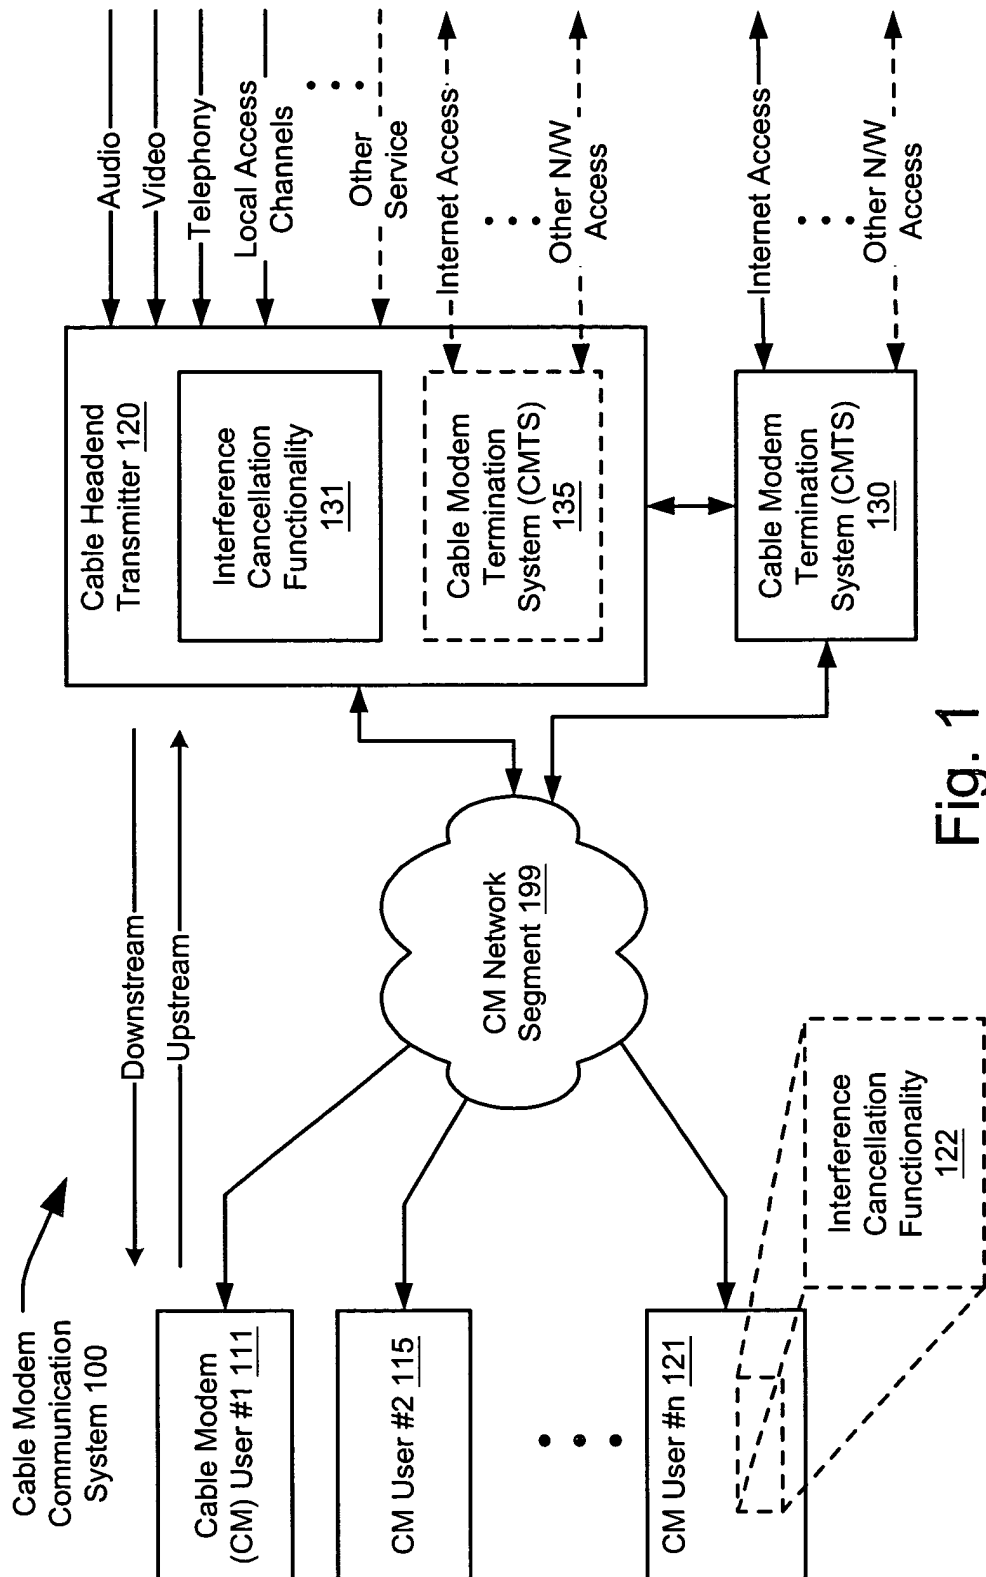 Cable Modem
Communication
System 100
Downstream
Upstream
Cable Modem
(CM) User #1 111
CM User #2 115
CM User #n 121
Interference
Cancellation
Functionality
122
CM Network
Segment 199
Cable Headend
Transmitter 120
Interference
Cancellation
Functionality
131
Cable Modem
Termination
System (CMTS)
135
Cable Modem
Termination
System (CMTS)
130
Audio
Video
Telephony
Local Access
Channels
Other
Service
Internet Access
Other N/W
Access
Internet Access
Other N/W
Access
Fig. 1